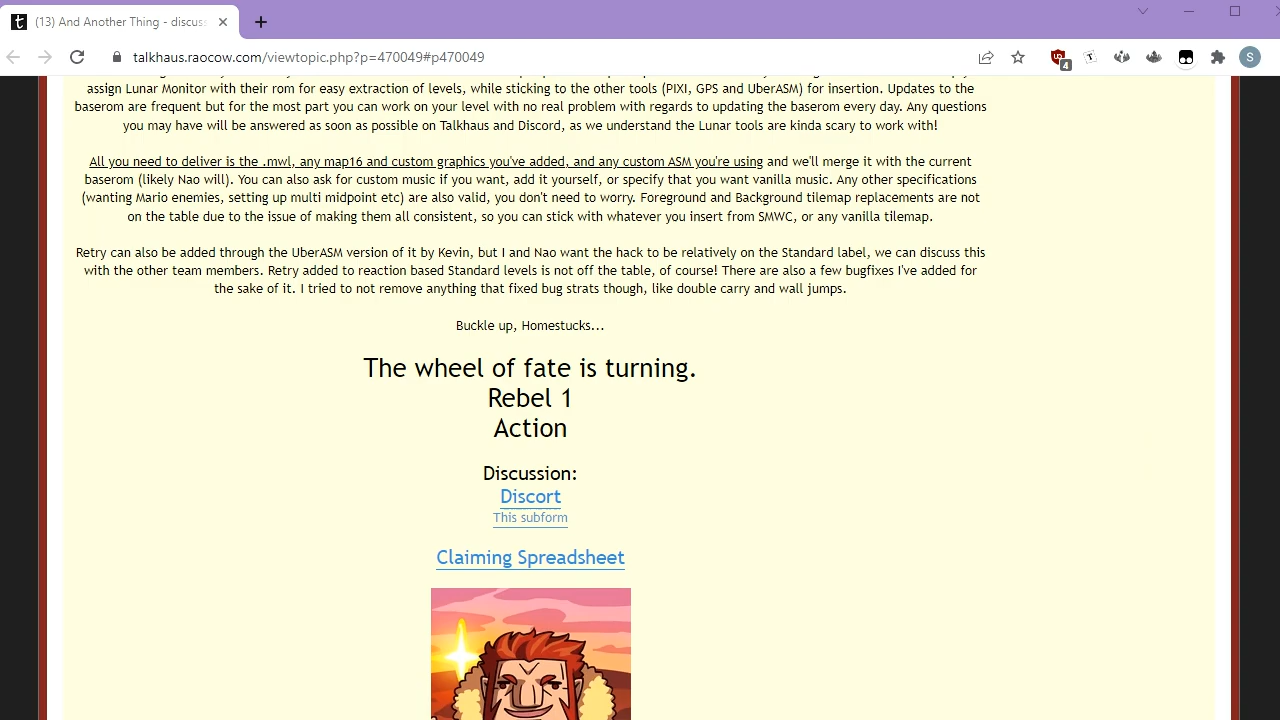 (13) And Another Thing - discus
talkhaus.raocow.com/viewtopic.php?p=470049#p470049
4
S
assign Lunar Monitor with their rom for easy extraction of levels, while sticking to the other tools (PIXI, GPS and UberASM) for insertion. Updates to the
baserom are frequent but for the most part you can work on your level with no real problem with regards to updating the baserom every day. Any questions
you may have will be answered as soon as possible on Talkhaus and Discord, as we understand the Lunar tools are kinda scary to work with!
All you need to deliver is the .mwl, any map16 and custom graphics you've added, and any custom ASM you're using and we'll merge it with the current
baserom (likely Nao will). You can also ask for custom music if you want, add it yourself, or specify that you want vanilla music. Any other specifications
(wanting Mario enemies, setting up multi midpoint etc) are also valid, you don't need to worry. Foreground and Background tilemap replacements are not
on the table due to the issue of making them all consistent, so you can stick with whatever you insert from SMWC, or any vanilla tilemap.
Retry can also be added through the UberASM version of it by Kevin, but I and Nao want the hack to be relatively on the Standard label, we can discuss this
with the other team members. Retry added to reaction based Standard levels is not off the table, of course! There are also a few bugfixes I've added for
the sake of it. I tried to not remove anything that fixed bug strats though, like double carry and wall jumps.
Buckle up, Homestucks...
The wheel of fate is turning.
Rebel 1
Action
Discussion:
Discort
This subform
Claiming Spreadsheet